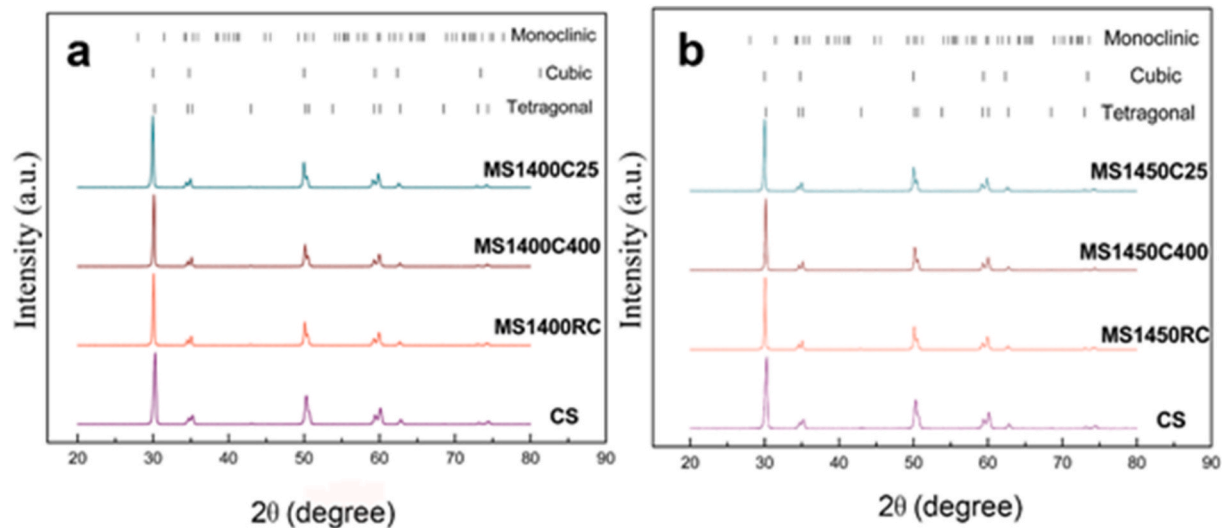 a
Monoclinic
Cubic
Tetragonal
MS1400C25
MS1400C400
MS1400RC
CS
Intensity (a.u.)
20 30 40 50 60 70 80 90
2θ (degree)
b
Monoclinic
Cubic
Tetragonal
MS1450C25
MS1450C400
MS1450RC
CS
Intensity (a.u.)
20 30 40 50 60 70 80 90
2θ (degree)